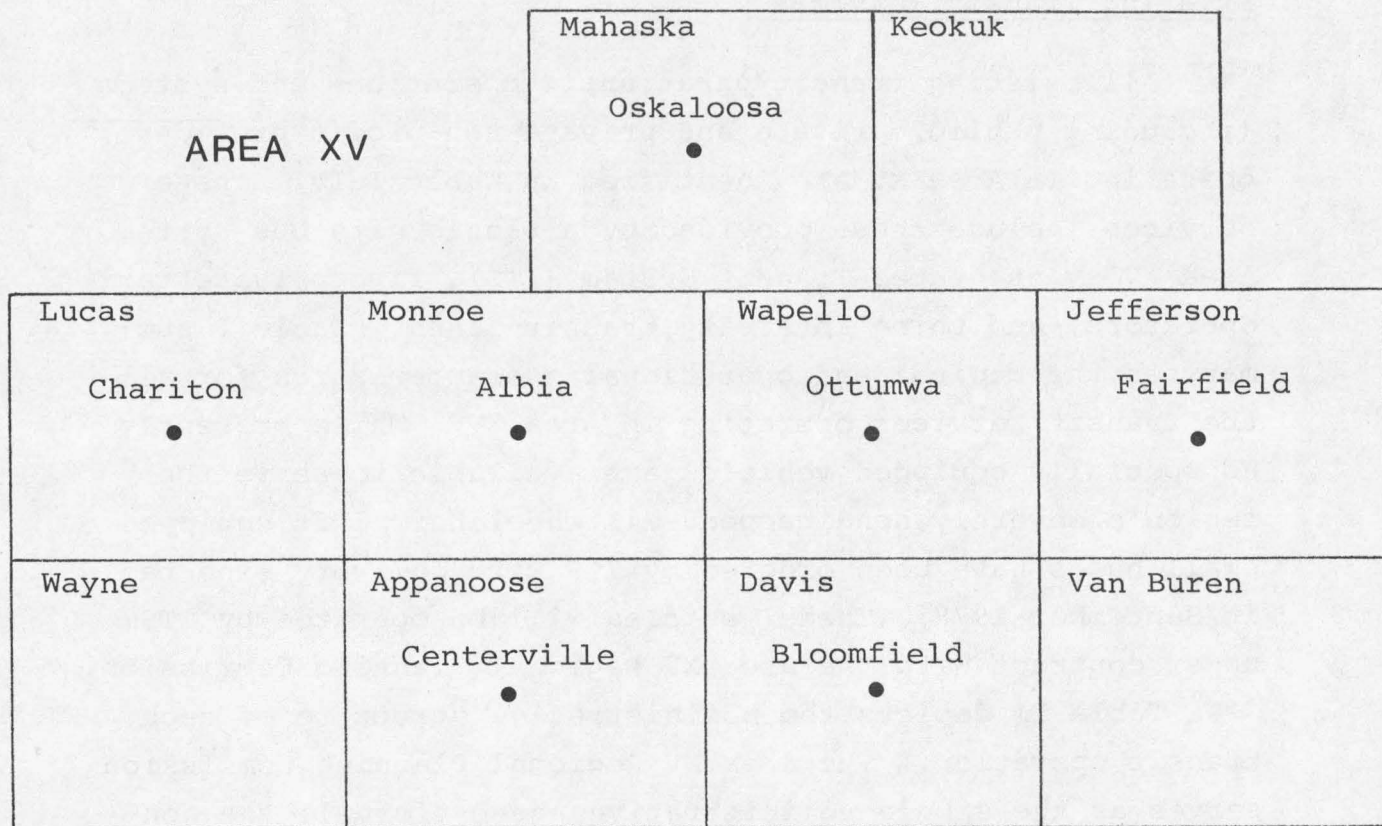 Mahaska Keokuk
Oskaloosa
AREA XV
Lucas Monroe Wapello Jefferson
Chariton Albia Ottumwa Fairfield
Wayne Appanoose Davis Van Buren
Centerville Bloomfield